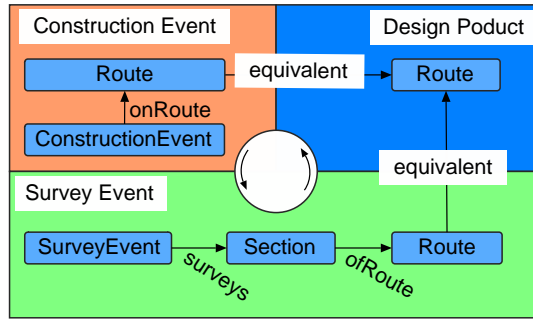 Construction Event
Design Poduct
Route
equivalent
Route
onRoute
ConstructionEvent
equivalent
Survey Event
SurveyEvent
surveys
Section
ofRoute
Route